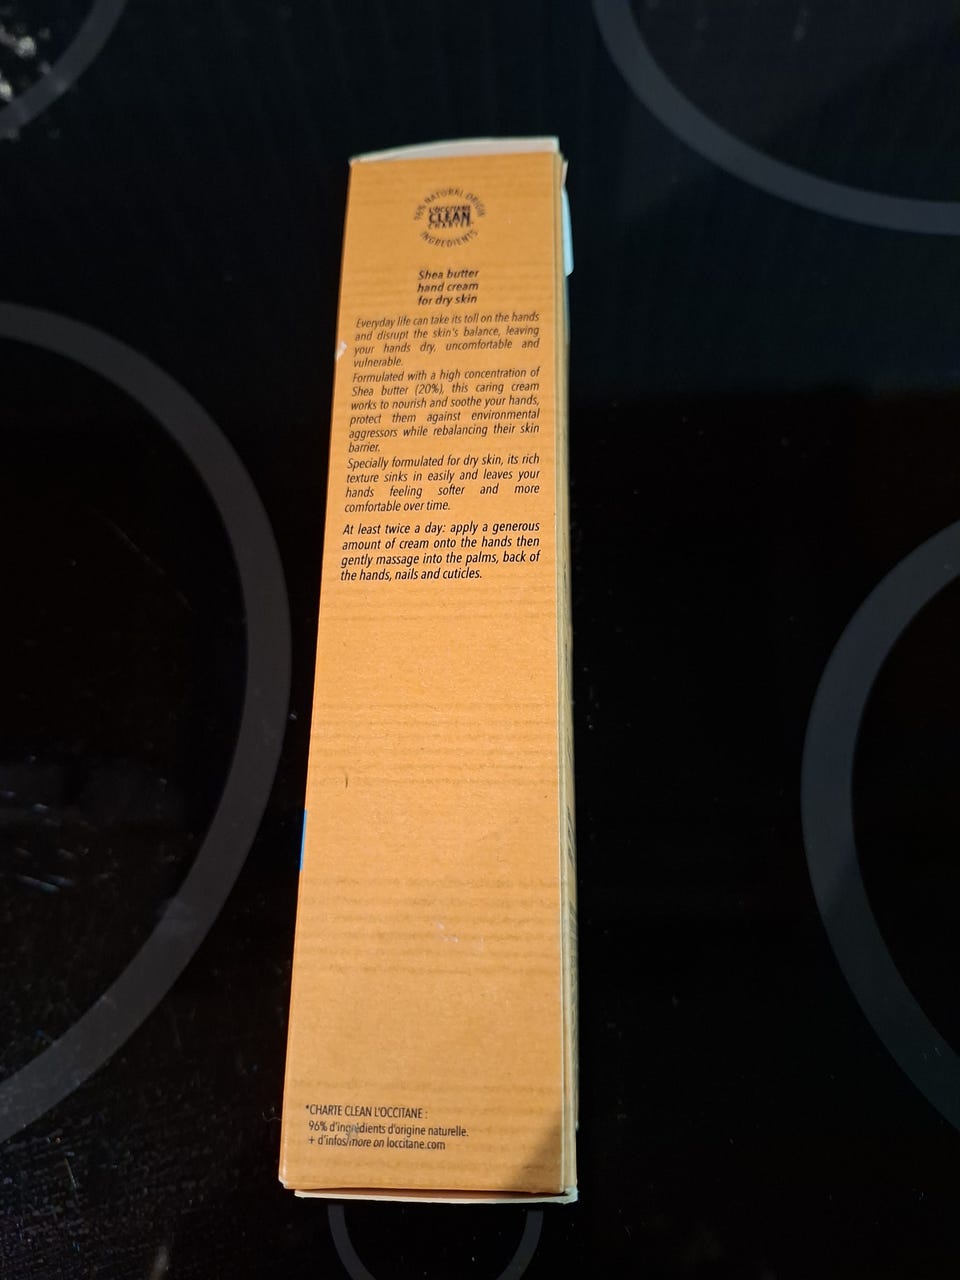 96% NATURAL ORIGIN
L'OCCITANE
CLEAN
CHARTER*
INGREDIENTS
Shea butter
hand cream
for dry skin
Everyday life can take its toll on the hands
and disrupt the skin's balance, leaving
your hands dry, uncomfortable and
vulnerable.
Formulated with a high concentration of
Shea butter (20%), this caring cream
works to nourish and soothe your hands,
protect them against environmental
aggressors while rebalancing their skin
barrier.
Specially formulated for dry skin, its rich
texture sinks in easily and leaves your
hands feeling softer and more
comfortable over time.
At least twice a day: apply a generous
amount of cream onto the hands then
gently massage into the palms, back of
the hands, nails and cuticles.
*CHARTE CLEAN L'OCCITANE :
96% d'ingrédients d'origine naturelle.
+ d'infos/more on loccitane.com